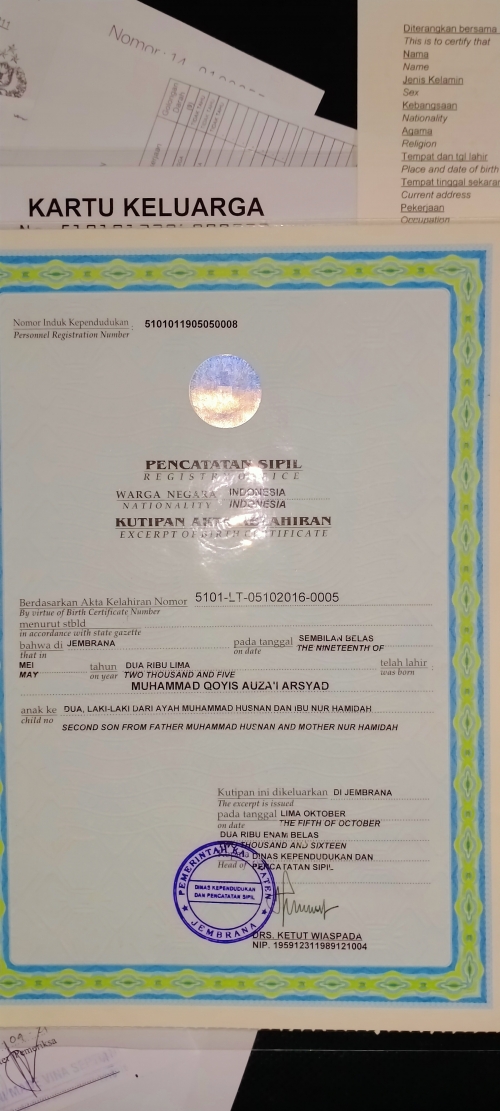 Nomor: 14
Diterangkan bersama
This is to certify that
Nama
Name
Jenis Kelamin
Sex
Kebangsaan
Nationality
Agama
Religion
Tempat dan tgl lahir
Place and date of birth
Tempat tinggal sekarang
Current address
Pekerjaan
Occupation
KARTU KELUARGA
Nomor Induk Kependudukan : 5101011905050008
Personnel Registration Number
PENCATATAN SIPIL
REGISTRY OFFICE
WARGA NEGARA INDONESIA
NATIONALITY INDONESIA
KUTIPAN AKTA KELAHIRAN
EXCERPT OF BIRTH CERTIFICATE
Berdasarkan Akta Kelahiran Nomor 5101-LT-05102016-0005
By virtue of Birth Certificate Number
menurut stbld
in accordance with state gazette
bahwa di JEMBRANA pada tanggal SEMBILAN BELAS
that in on date THE NINETEENTH OF
MEI tahun DUA RIBU LIMA telah lahir
MAY on year TWO THOUSAND AND FIVE was born
MUHAMMAD QOYIS AUZA'I ARSYAD
anak ke DUA, LAKI-LAKI DARI AYAH MUHAMMAD HUSNAN DAN IBU NUR HAMIDAH
child no
SECOND SON FROM FATHER MUHAMMAD HUSNAN AND MOTHER NUR HAMIDAH
Kutipan ini dikeluarkan DI JEMBRANA
The excerpt is issued
pada tanggal LIMA OKTOBER
on date THE FIFTH OF OCTOBER
DUA RIBU ENAM BELAS
TWO THOUSAND AND SIXTEEN
Kepala DINAS KEPENDUDUKAN DAN
Head of PENCATATAN SIPIL
PEMERINTAH KABUPATEN
DINAS KEPENDUDUKAN
DAN PENCATATAN SIPIL
JEMBRANA
DRS. KETUT WIASPADA
NIP. 195912311989121004